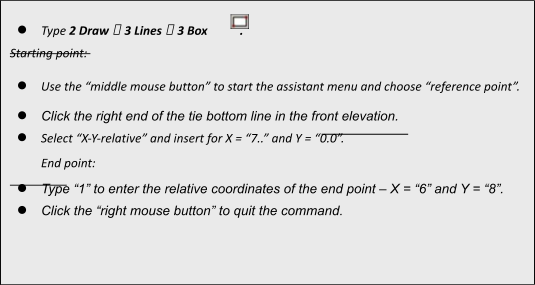 ● Type 2 Draw  3 Lines  3 Box .
Starting point:
● Use the “middle mouse button” to start the assistant menu and choose “reference point”.
● Click the right end of the tie bottom line in the front elevation.
● Select “X-Y-relative” and insert for X = “7..” and Y = “0.0”.
End point:
● Type “1” to enter the relative coordinates of the end point – X = “6” and Y = “8”.
● Click the “right mouse button” to quit the command.